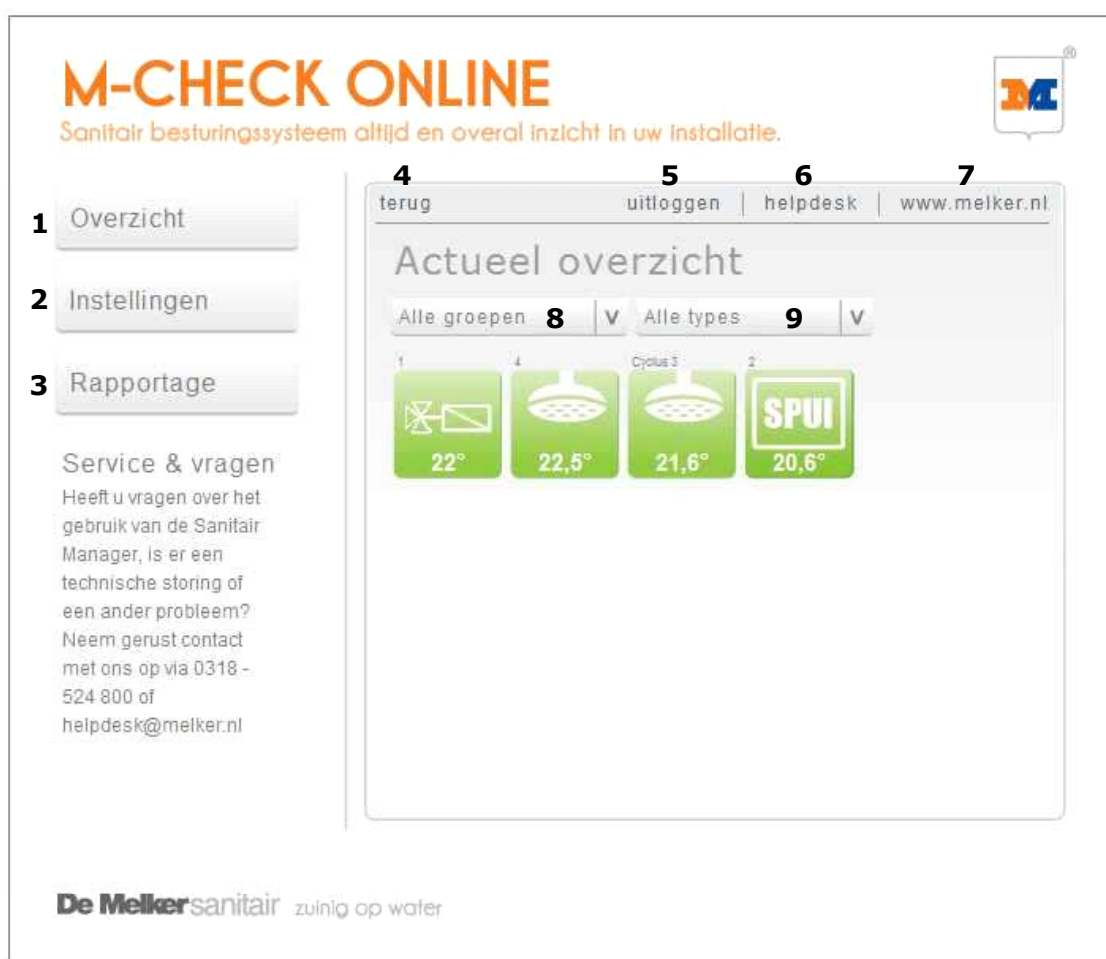 M-CHECK ONLINE
Sanitair besturingssysteem altijd en overal inzicht in uw installatie.
M ®
4 5 6 7
terug uitloggen | helpdesk | www.melker.nl
1 Overzicht
2 Instellingen
3 Rapportage
Service & vragen
Heeft u vragen over het
gebruik van de Sanitair
Manager, is er een
technische storing of
een ander probleem?
Neem gerust contact
met ons op via 0318 -
524 800 of
helpdesk@melker.nl
Actueel overzicht
Alle groepen 8 V Alle types 9 V
1 4 Cyclus 3 2
SPUI
22° 22,5° 21,6° 20,6°
De Melkersanitair zuinig op water